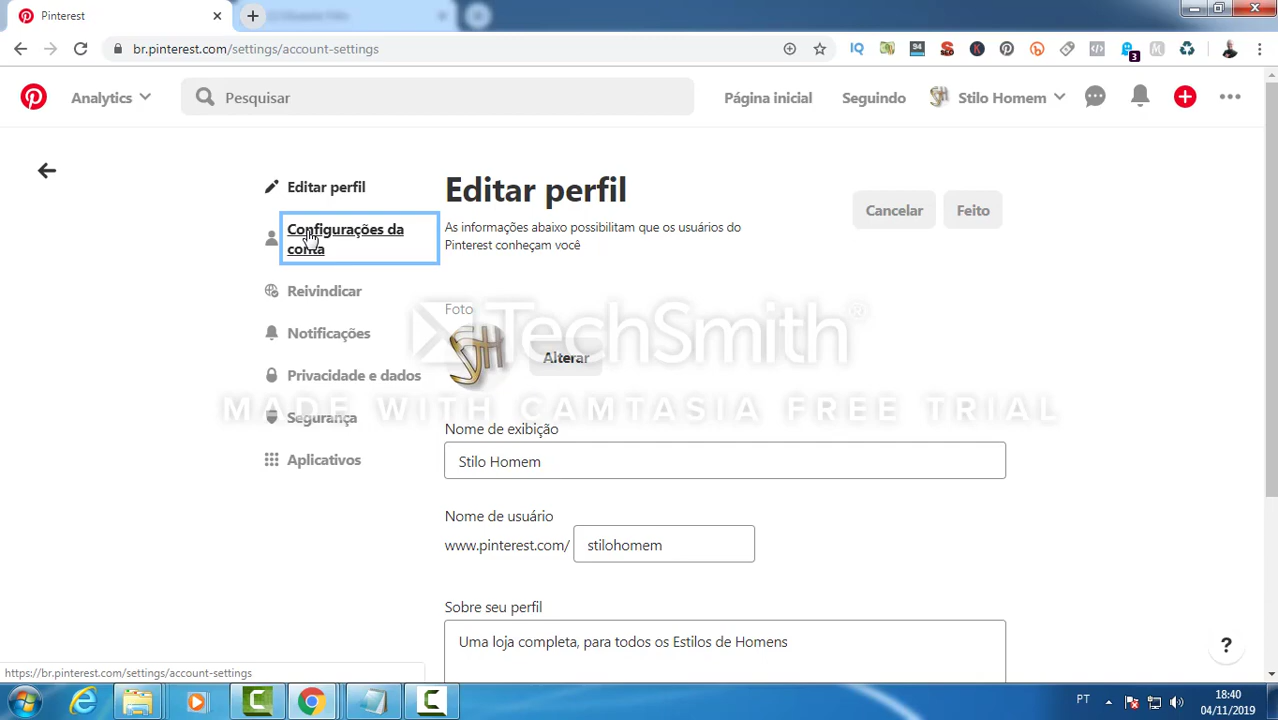 Pinterest
br.pinterest.com/settings/account-settings
IQ
94
3
Analytics
Pesquisar
Página inicial
Seguindo
Stilo Homem
Editar perfil
Configurações da
conta
Reivindicar
Notificações
Privacidade e dados
Segurança
Aplicativos
Editar perfil
As informações abaixo possibilitam que os usuários do
Pinterest conheçam você
Cancelar
Feito
Foto
Alterar
TechSmith®
MADE WITH CAMTASIA FREE TRIAL
Nome de exibição
Stilo Homem
Nome de usuário
www.pinterest.com/
stilohomem
Sobre seu perfil
Uma loja completa, para todos os Estilos de Homens
?
https://br.pinterest.com/settings/account-settings
PT
18:40
04/11/2019